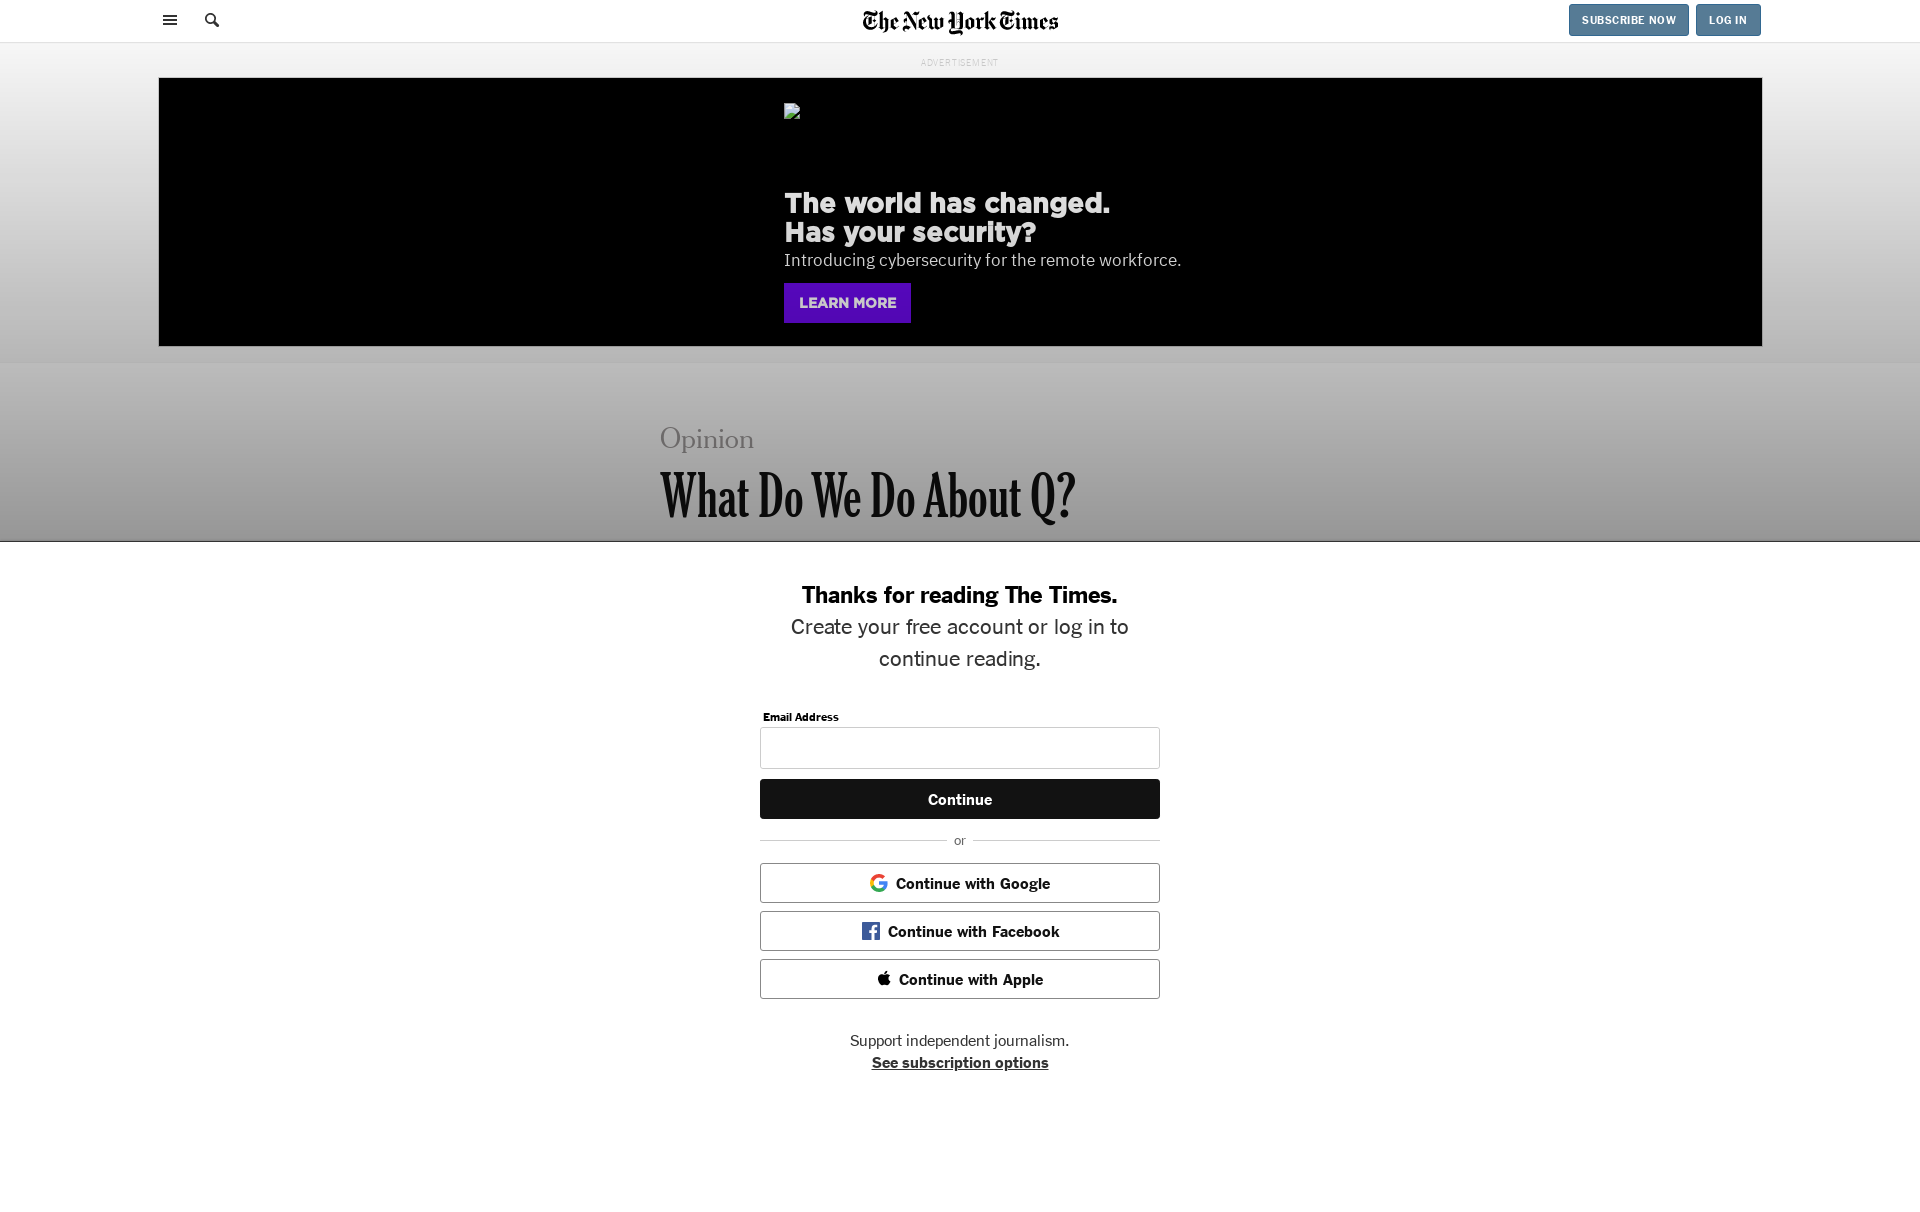 The New York Times
SUBSCRIBE NOW
LOG IN
ADVERTISEMENT
The world has changed.
Has your security?
Introducing cybersecurity for the remote workforce.
LEARN MORE
Opinion
What Do We Do About Q?
Thanks for reading The Times.
Create your free account or log in to
continue reading.
Email Address
Continue
or
Continue with Google
Continue with Facebook
Continue with Apple
Support independent journalism.
See subscription options